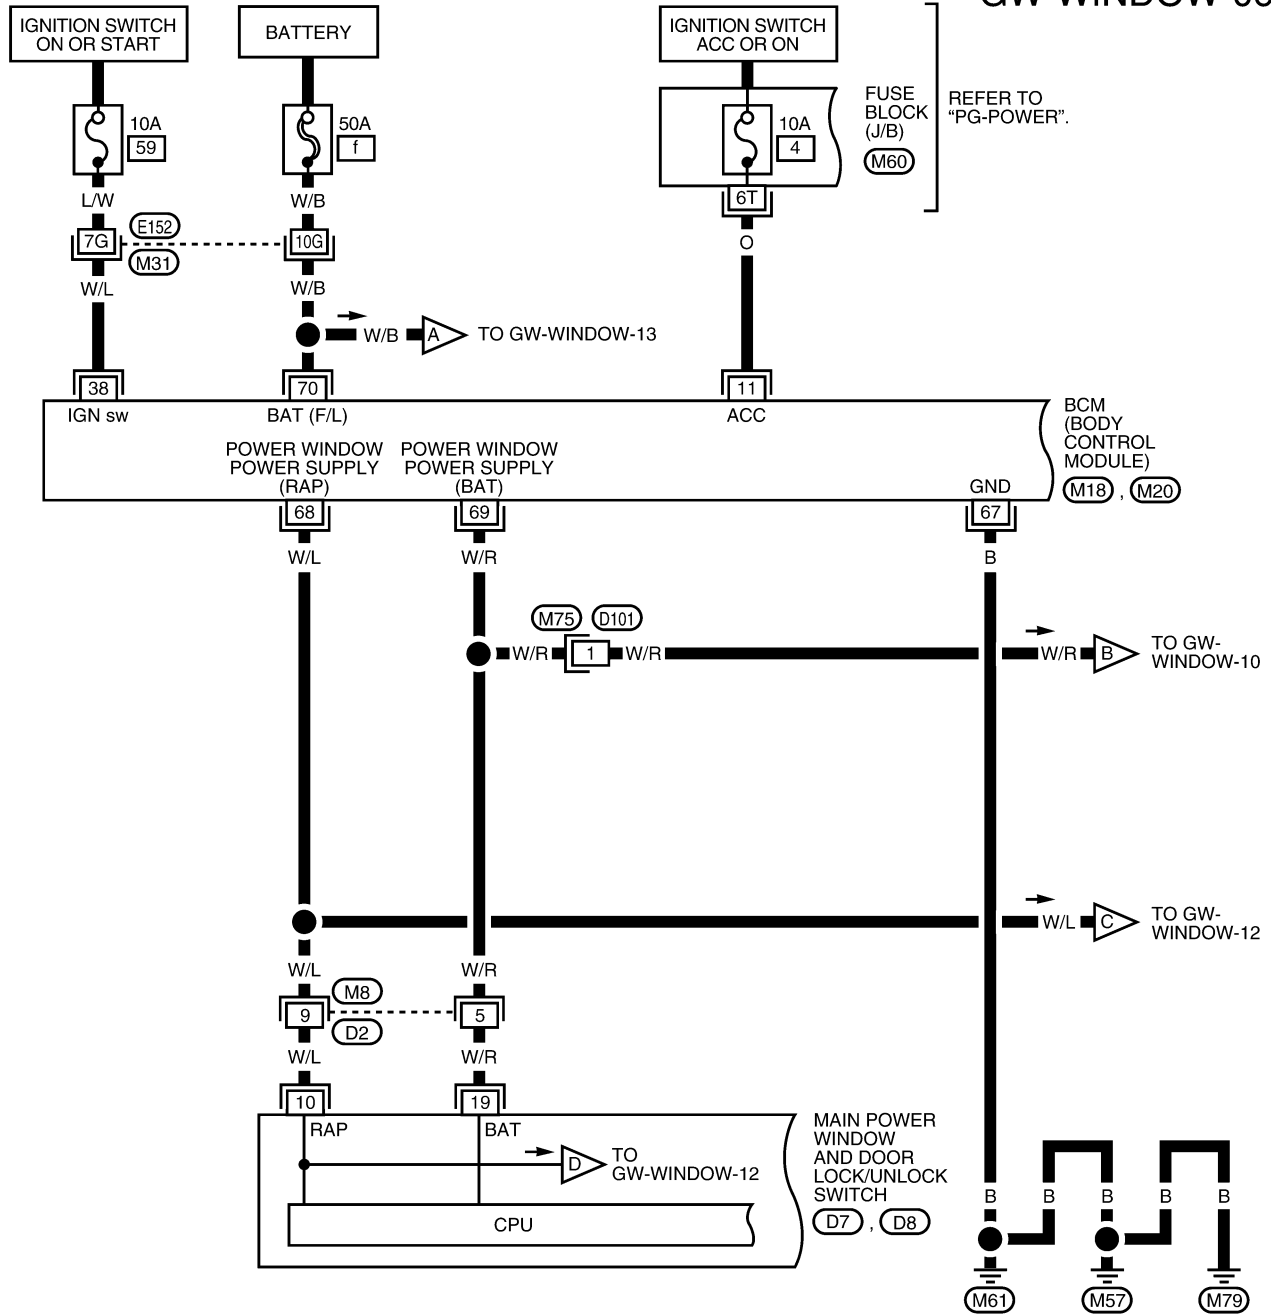 IGNITION SWITCH
ON OR START
BATTERY
IGNITION SWITCH
ACC OR ON
10A
59
50A
f
10A
4
FUSE
BLOCK
(J/B)
M60
REFER TO
“PG-POWER”.
L/W
W/B
6T
7G
E152
M31
10G
O
W/L
W/B
W/B
A
TO GW-WINDOW-13
38
70
11
IGN sw
BAT (F/L)
ACC
BCM
(BODY
CONTROL
MODULE)
M18 , M20
POWER WINDOW
POWER SUPPLY
(RAP)
POWER WINDOW
POWER SUPPLY
(BAT)
GND
68
69
67
W/L
W/R
B
M75
D101
W/R
1
W/R
W/R
B
TO GW-
WINDOW-10
W/L
C
TO GW-
WINDOW-12
W/L
W/R
M8
D2
9
5
W/L
W/R
10
19
RAP
BAT
D
TO
GW-WINDOW-12
CPU
MAIN POWER
WINDOW
AND DOOR
LOCK/UNLOCK
SWITCH
D7 , D8
B
B
B
B
B
M61
M57
M79